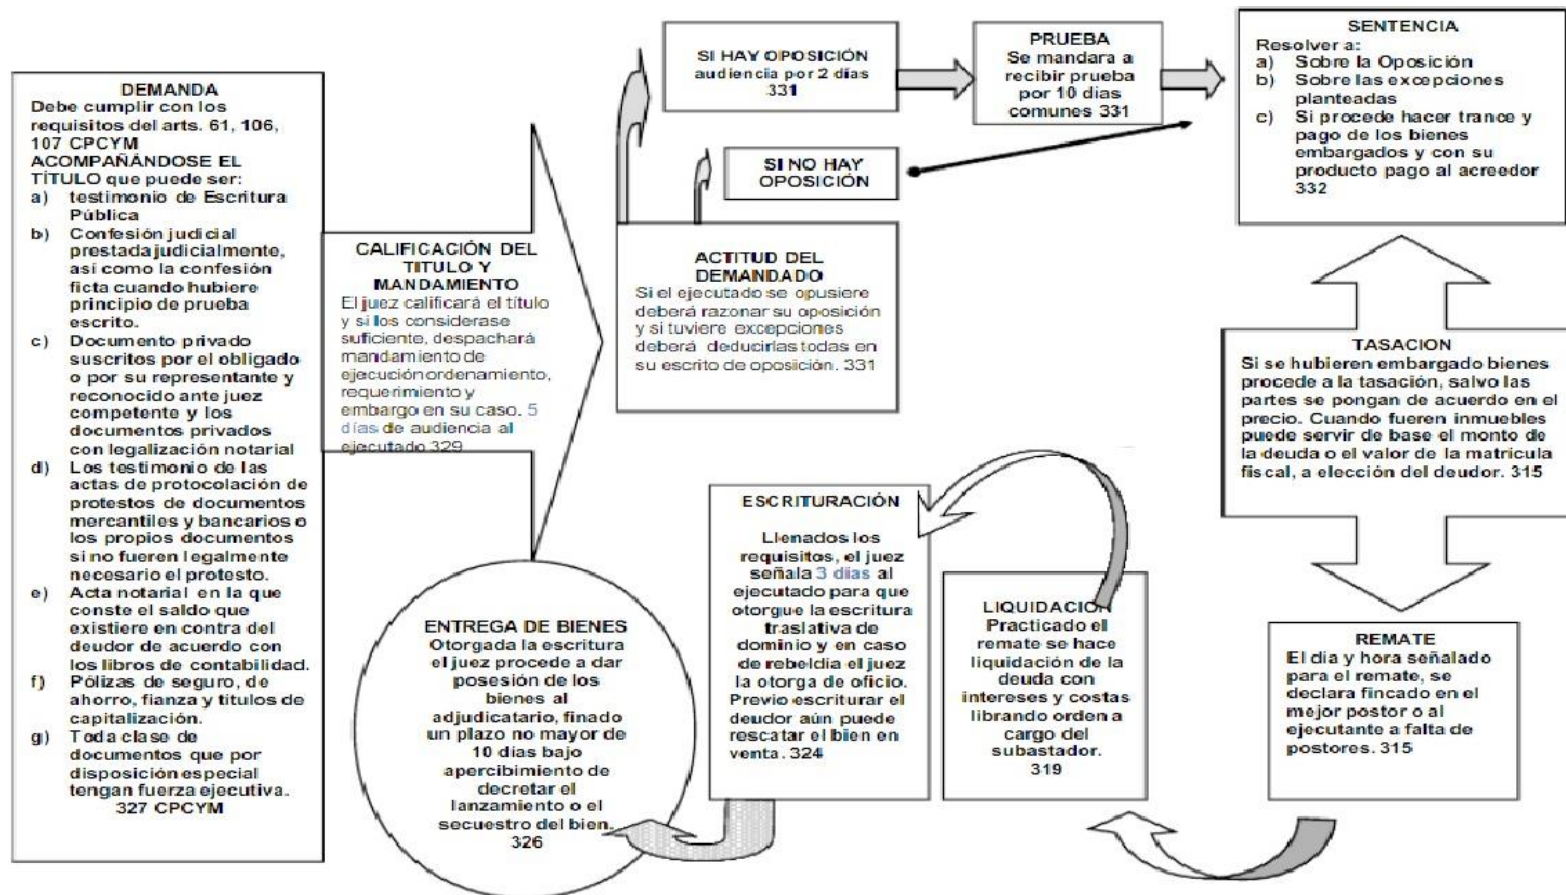 DEMANDA
Debe cumplir con los
requisitos del arts. 61, 106,
107 CPCYM
ACOMPAÑÁNDOSE EL
TÍTULO que puede ser:
a) testimonio de Escritura
Pública
b) Confesión judicial
prestada judicialmente,
así como la confesión
ficta cuando hubiere
principio de prueba
escrito.
c) Documento privado
suscritos por el obligado
o por su representante y
reconocido ante juez
competente y los
documentos privados
con legalización notarial
d) Los testimonio de las
actas de protocolación de
protestos de documentos
mercantiles y bancarios o
los propios documentos
si no fueren legalmente
necesario el protesto.
e) Acta notarial en la que
conste el saldo que
existiere en contra del
deudor de acuerdo con
los libros de contabilidad.
f) Pólizas de seguro, de
ahorro, fianza y titulos de
capitalización.
g) Toda clase de
documentos que por
disposición especial
tengan fuerza ejecutiva.
327 CPCYM
CALIFICACIÓN DEL
TITULO Y
MANDAMIENTO
El juez calificará el título
y si los considerase
suficiente, despachará
mandamiento de
ejecución ordenamiento,
requerimiento y
embargo en su caso. 5
días de audiencia al
ejecutado 329
ACTITUD DEL
DEMANDADO
Si el ejecutado se opusiere
deberá razonar su oposición
y si tuviere excepciones
deberá deducirlas todas en
su escrito de oposición. 331
SI HAY OPOSICIÓN
audiencia por 2 días
331
SI NO HAY
OPOSICIÓN
PRUEBA
Se mandara a
recibir prueba
por 10 días
comunes 331
SENTENCIA
Resolver a:
a) Sobre la Oposición
b) Sobre las excepciones
planteadas
c) Si procede hacer trance y
pago de los bienes
embargados y con su
producto pago al acreedor
332
TASACION
Si se hubieren embargado bienes
procede a la tasación, salvo las
partes se pongan de acuerdo en el
precio. Cuando fueren inmuebles
puede servir de base el monto de
la deuda o el valor de la matrícula
fiscal, a elección del deudor. 315
REMATE
El día y hora señalado
para el remate, se
declara fincado en el
mejor postor o al
ejecutante a falta de
postores. 315
LIQUIDACIÓN
Practicado el
remate se hace
liquidación de la
deuda con
intereses y costas
librando orden a
cargo del
subastador.
319
ESCRITURACIÓN
Llenados los
requisitos, el juez
señala 3 días al
ejecutado para que
otorgue la escritura
traslativa de
dominio y en caso
de rebeldía el juez
la otorga de oficio.
Previo escriturar el
deudor aún puede
rescatar el bien en
venta. 324
ENTREGA DE BIENES
Otorgada la escritura
el juez procede a dar
posesión de los
bienes al
adjudicatario, finado
un plazo no mayor de
10 días bajo
apercibimiento de
decretar el
lanzamiento o el
secuestro del bien.
326